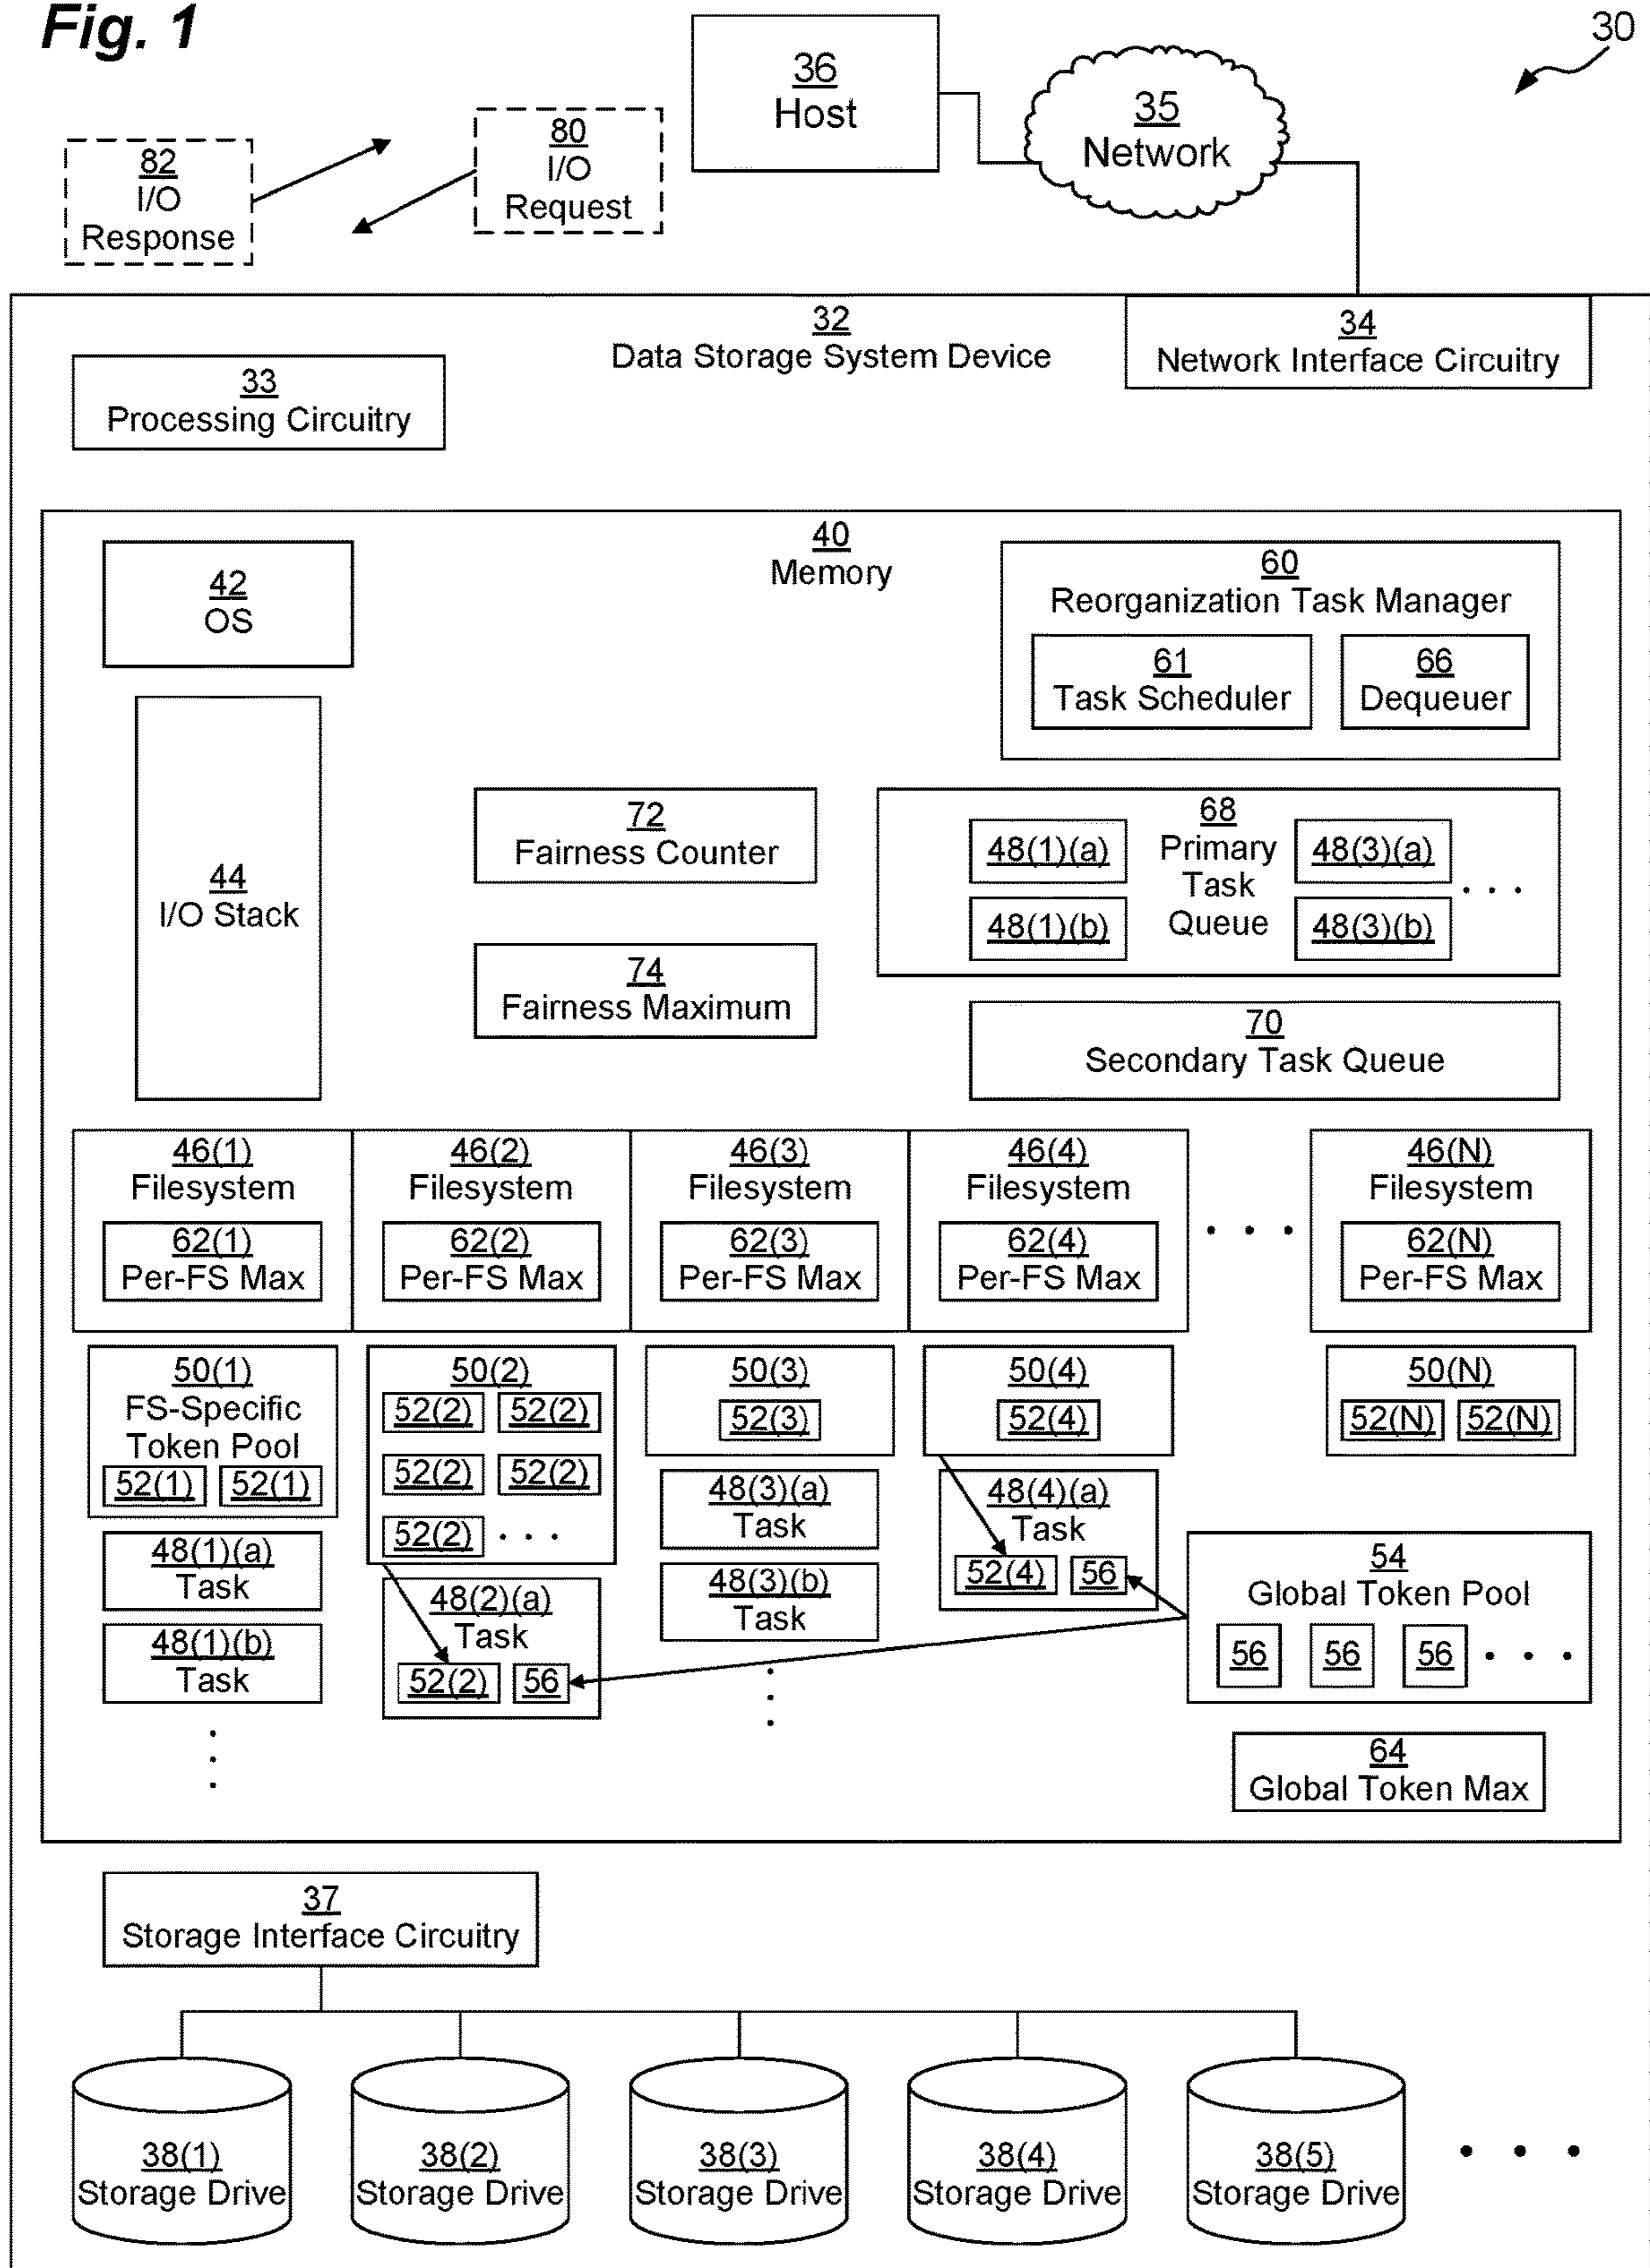 Fig. 1
30
36
Host
35
Network
80
I/O
Request
82
I/O
Response
32
Data Storage System Device
34
Network Interface Circuitry
33
Processing Circuitry
40
Memory
42
OS
60
Reorganization Task Manager
61
Task Scheduler
66
Dequeuer
44
I/O Stack
72
Fairness Counter
74
Fairness Maximum
68
Primary
Task
Queue
48(1)(a)
48(3)(a)
48(1)(b)
48(3)(b)
. . .
70
Secondary Task Queue
46(1)
Filesystem
62(1)
Per-FS Max
46(2)
Filesystem
62(2)
Per-FS Max
46(3)
Filesystem
62(3)
Per-FS Max
46(4)
Filesystem
62(4)
Per-FS Max
. . .
46(N)
Filesystem
62(N)
Per-FS Max
50(1)
FS-Specific
Token Pool
52(1) 52(1)
48(1)(a)
Task
48(1)(b)
Task
50(2)
52(2) 52(2)
52(2) 52(2)
52(2) . . .
48(2)(a)
Task
52(2) 56
50(3)
52(3)
48(3)(a)
Task
48(3)(b)
Task
50(4)
52(4)
48(4)(a)
Task
52(4) 56
50(N)
52(N) 52(N)
54
Global Token Pool
56 56 56 . . .
64
Global Token Max
37
Storage Interface Circuitry
38(1)
Storage Drive
38(2)
Storage Drive
38(3)
Storage Drive
38(4)
Storage Drive
38(5)
Storage Drive
. . .